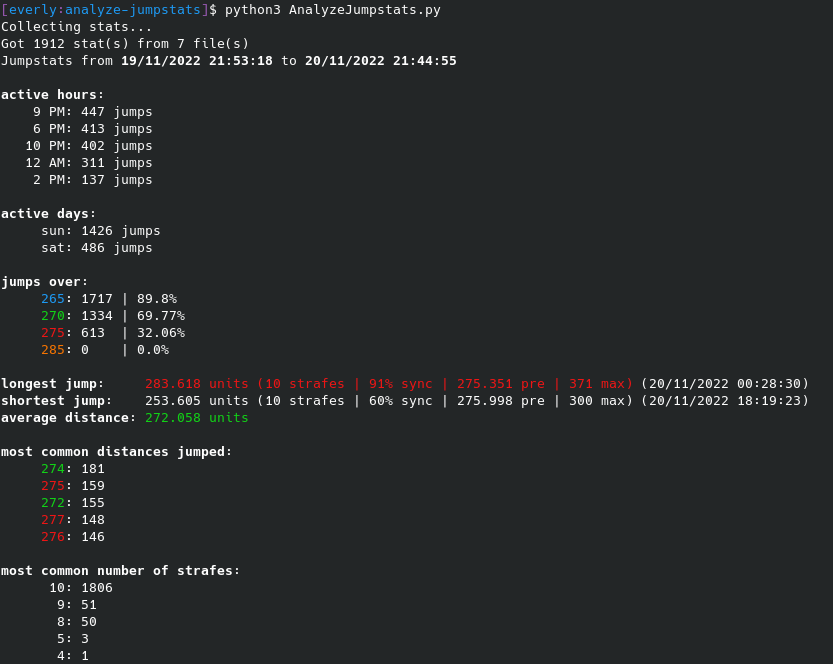 [everly:analyze-jumpstats]$ python3 AnalyzeJumpstats.py
Collecting stats...
Got 1912 stat(s) from 7 file(s)
Jumpstats from 19/11/2022 21:53:18 to 20/11/2022 21:44:55
active hours:
9 PM: 447 jumps
6 PM: 413 jumps
10 PM: 402 jumps
12 AM: 311 jumps
2 PM: 137 jumps
active days:
sun: 1426 jumps
sat: 486 jumps
jumps over:
265: 1717 | 89.8%
270: 1334 | 69.77%
275: 613  | 32.06%
285: 0    | 0.0%
longest jump:     283.618 units (10 strafes | 91% sync | 275.351 pre | 371 max) (20/11/2022 00:28:30)
shortest jump:    253.605 units (10 strafes | 60% sync | 275.998 pre | 300 max) (20/11/2022 18:19:23)
average distance: 272.058 units
most common distances jumped:
274: 181
275: 159
272: 155
277: 148
276: 146
most common number of strafes:
10: 1806
9: 51
8: 50
5: 3
4: 1